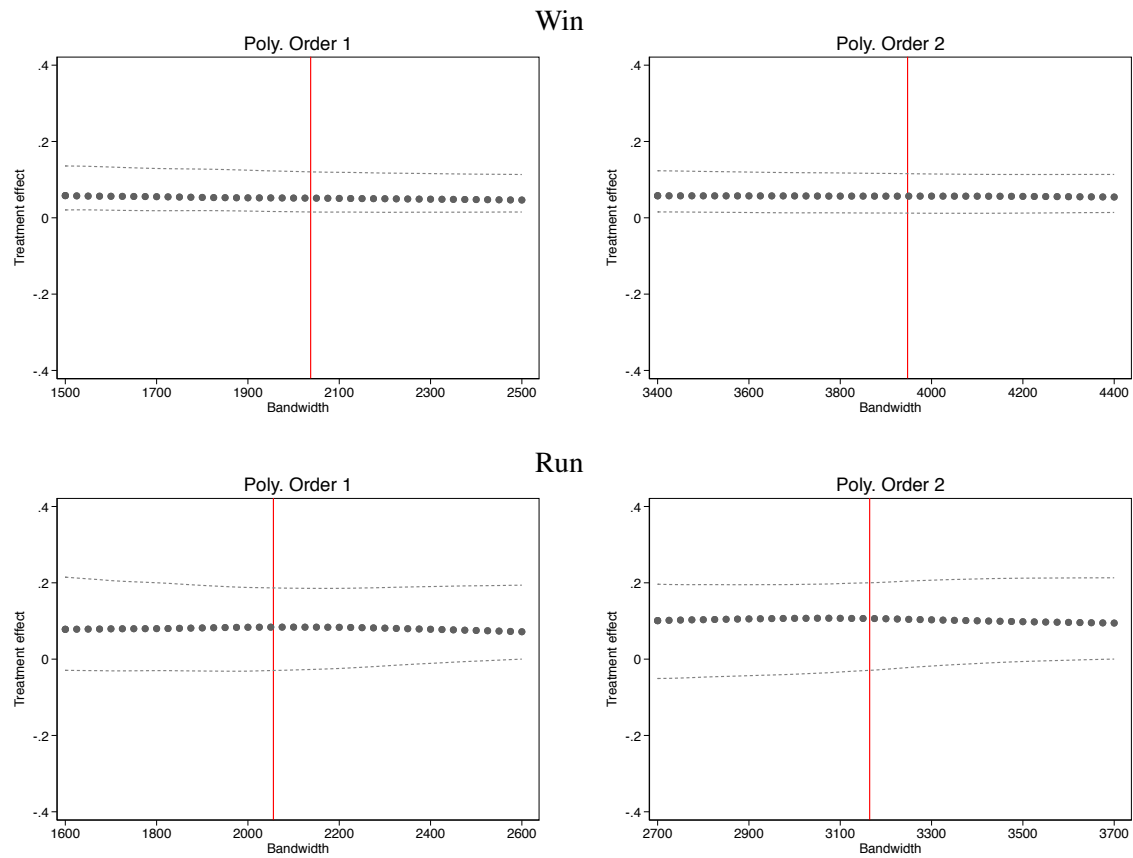 Win
Poly. Order 1
Poly. Order 2
.4
.2
0
-.2
-.4
Treatment effect
1500 1700 1900 2100 2300 2500
Bandwidth
.4
.2
0
-.2
-.4
Treatment effect
3400 3600 3800 4000 4200 4400
Bandwidth
Run
Poly. Order 1
Poly. Order 2
.4
.2
0
-.2
-.4
Treatment effect
1600 1800 2000 2200 2400 2600
Bandwidth
.4
.2
0
-.2
-.4
Treatment effect
2700 2900 3100 3300 3500 3700
Bandwidth